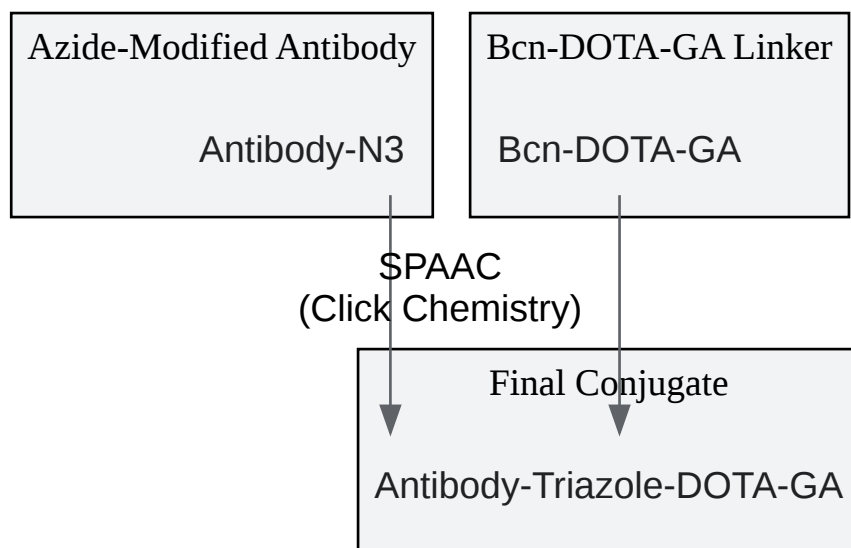 Azide-Modified Antibody
Bcn-DOTA-GA Linker
Antibody-N3
Bcn-DOTA-GA
SPAAC
(Click Chemistry)
Final Conjugate
Antibody-Triazole-DOTA-GA